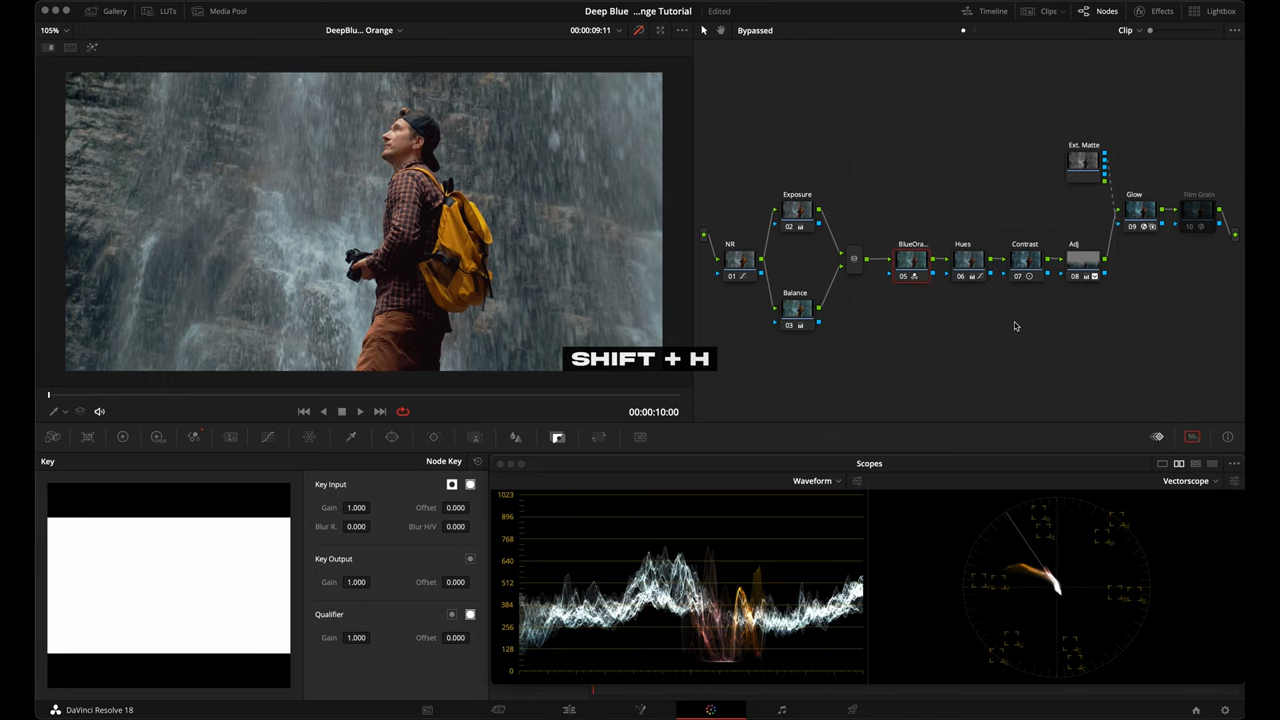 Gallery
LUTs
Media Pool
Deep Blue ...nge Tutorial
Edited
Timeline
Clips
Nodes
Effects
Lightbox
105%
DeepBlu... Orange
00:00:09:11
Bypassed
Clip
Ext. Matte
Exposure
02
Glow
09
Film Grain
10
NR
01
BlueOra...
05
Hues
06
Contrast
07
Adj
08
Balance
03
SHIFT + H
00:00:10:00
Key
Node Key
Key Input
Gain 1.000 Offset 0.000
Blur R. 0.000 Blur H/V 0.000
Key Output
Gain 1.000 Offset 0.000
Qualifier
Gain 1.000 Offset 0.000
Scopes
Waveform
Vectorscope
1023
896
768
640
512
384
256
128
0
DaVinci Resolve 18